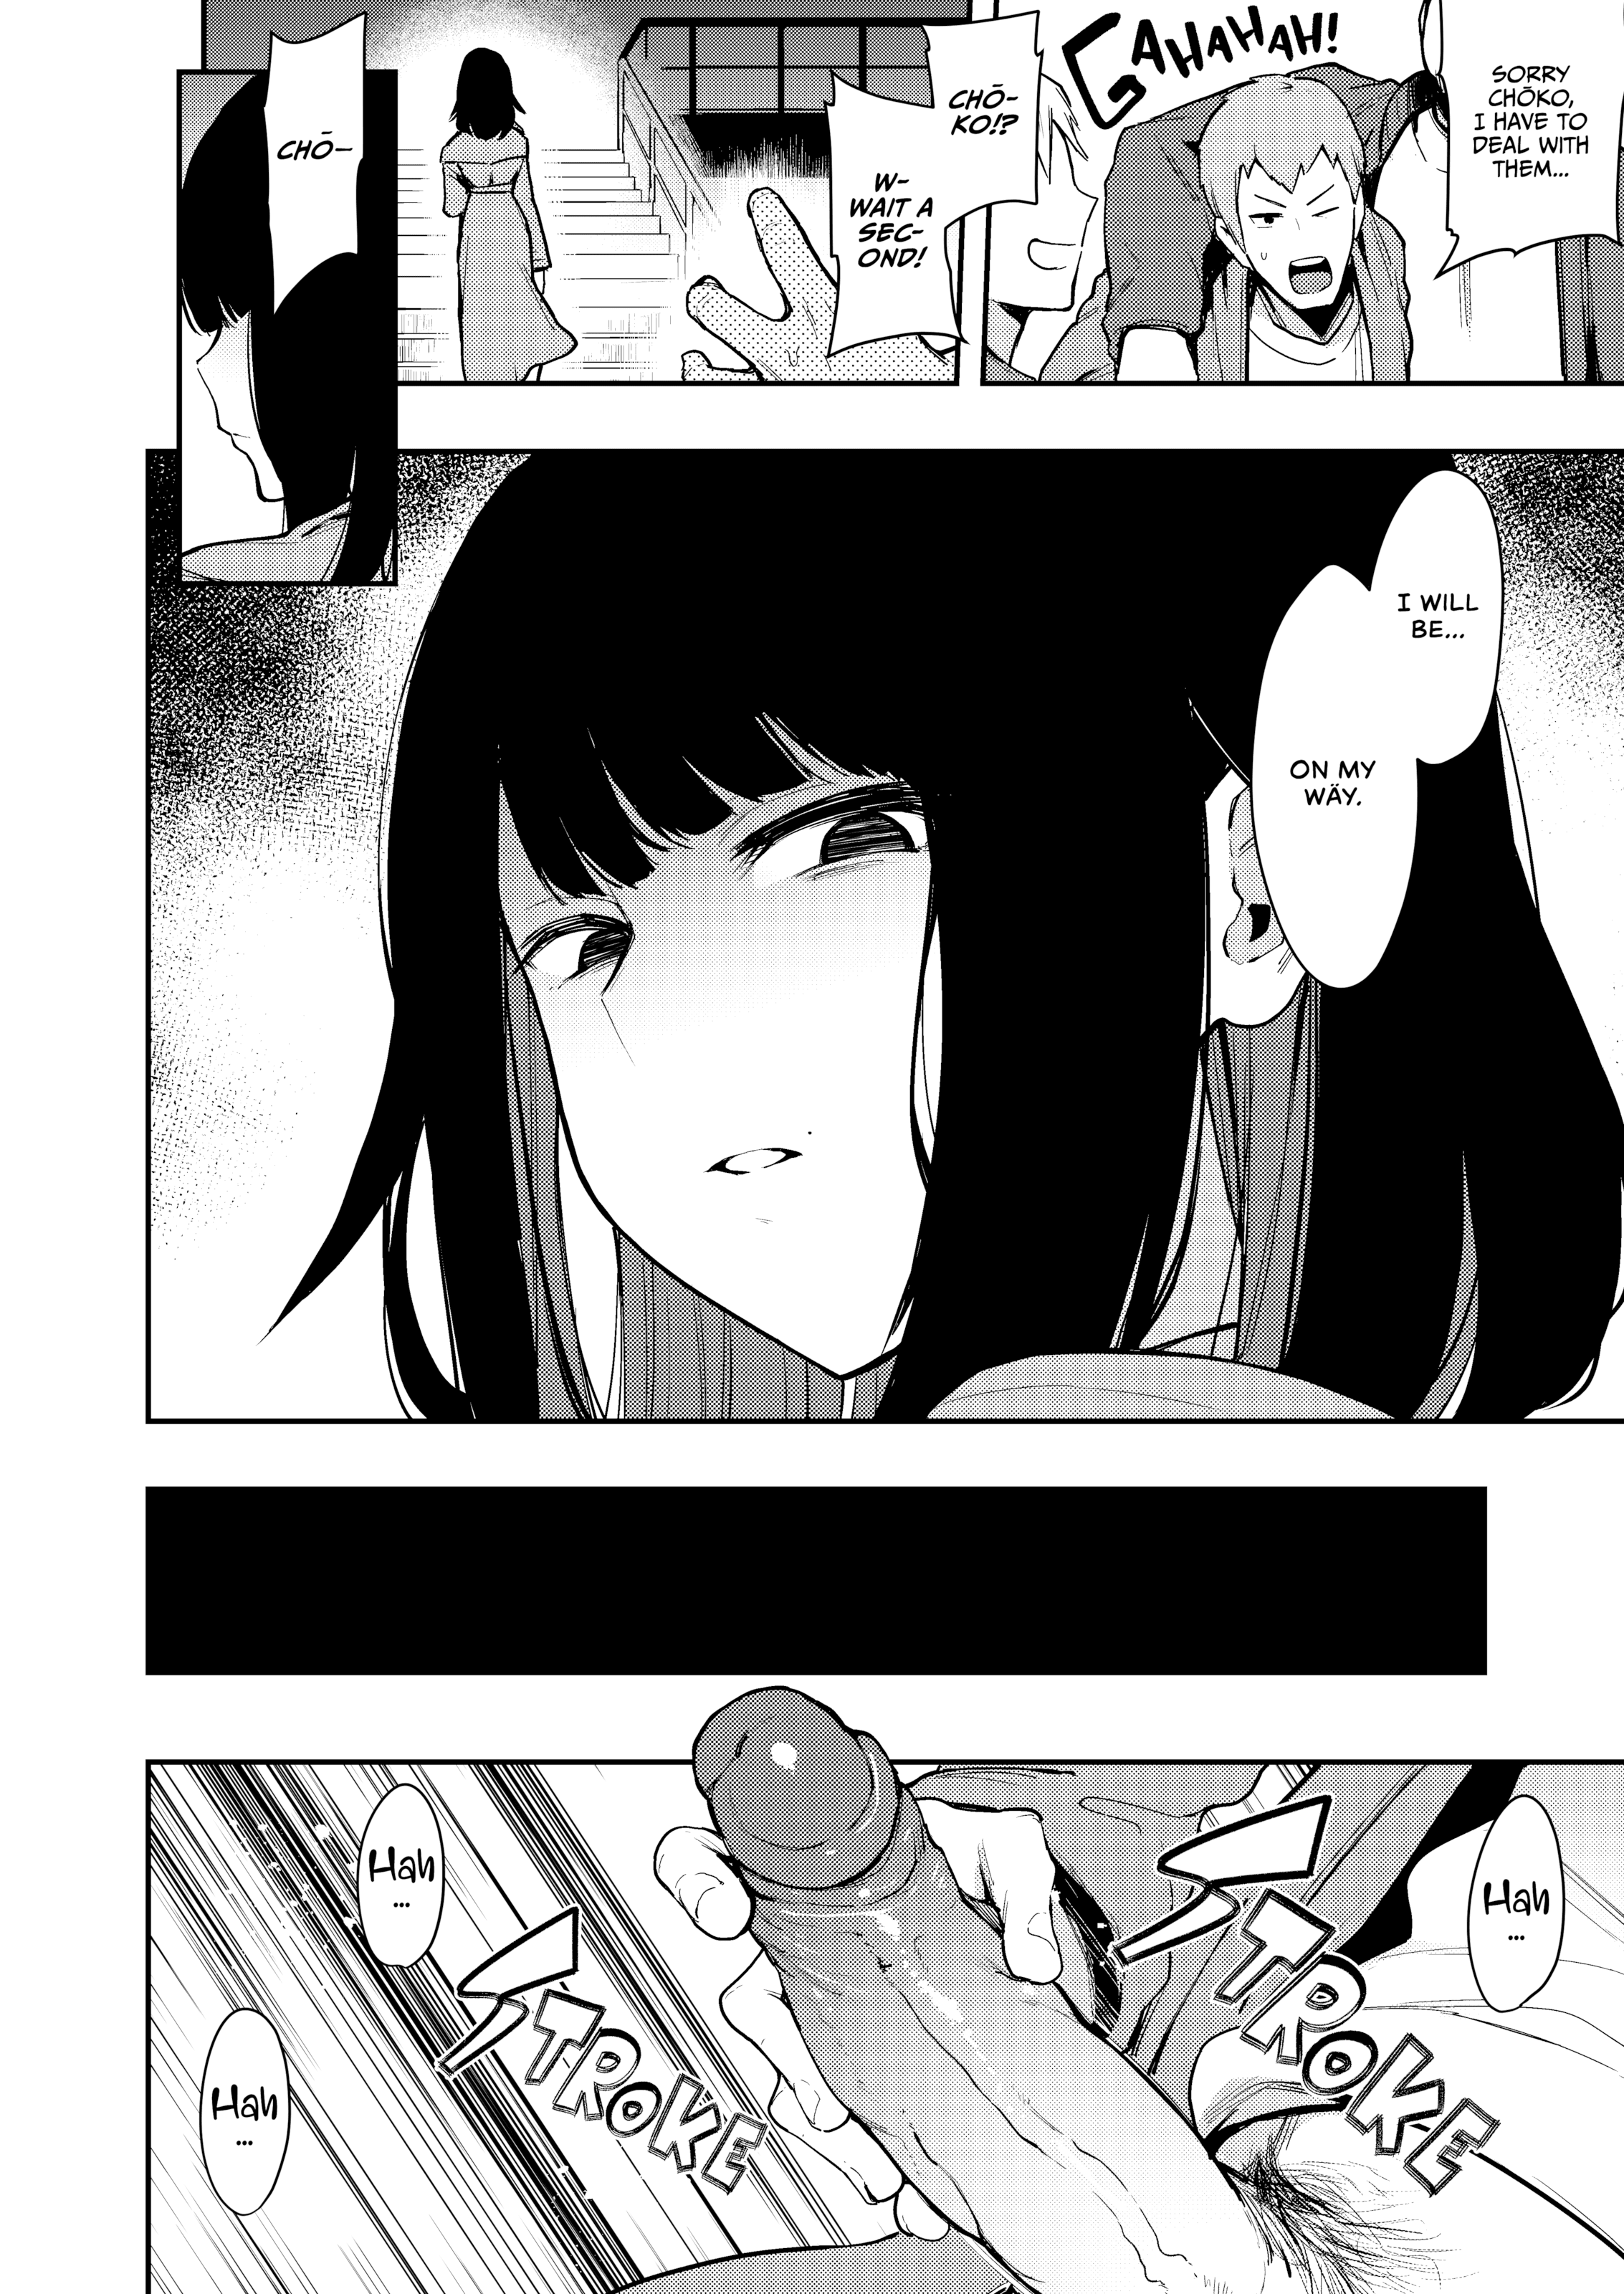 SORRY
CHŌKO,
I HAVE TO
DEAL WITH
THEM...
GAHAHAH!
CHŌ-
KO!?
W-
WAIT A
SEC-
OND!
CHŌ-
I WILL
BE...
ON MY
WÄY.
Hah
...
STROKE
Hah
...
STROKE
Hah
...